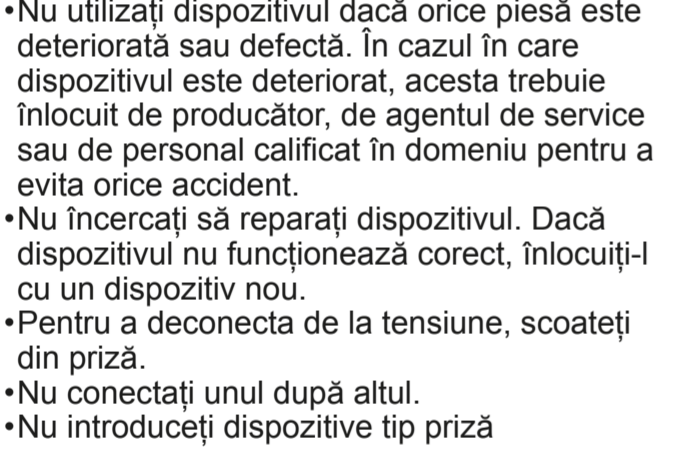 •Nu utilizați dispozitivul dacă orice piesă este
deteriorată sau defectă. În cazul în care
dispozitivul este deteriorat, acesta trebuie
înlocuit de producător, de agentul de service
sau de personal calificat în domeniu pentru a
evita orice accident.
•Nu încercați să reparați dispozitivul. Dacă
dispozitivul nu funcționează corect, înlocuiți-l
cu un dispozitiv nou.
•Pentru a deconecta de la tensiune, scoateți
din priză.
•Nu conectați unul după altul.
•Nu introduceți dispozitive tip priză